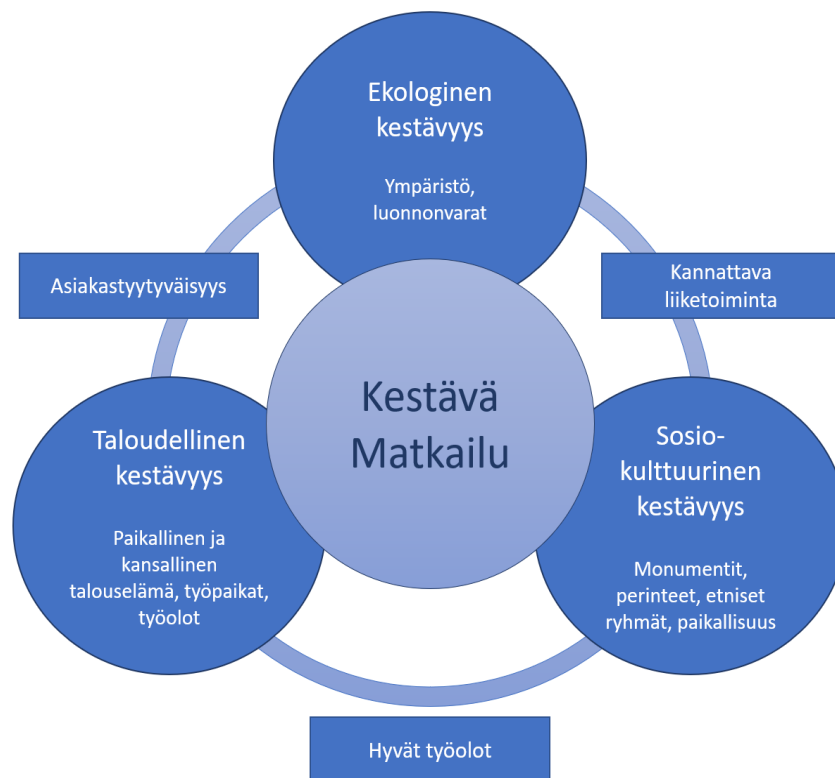 Ekologinen
kestävyys
Ympäristö,
luonnonvarat
Asiakastyytyväisyys
Kannattava
liiketoiminta
Kestävä
Matkailu
Taloudellinen
kestävyys
Paikallinen ja
kansallinen
talouselämä, työpaikat,
työolot
Sosio-
kulttuurinen
kestävyys
Monumentit,
perinteet, etniset
ryhmät, paikallisuus
Hyvät työolot